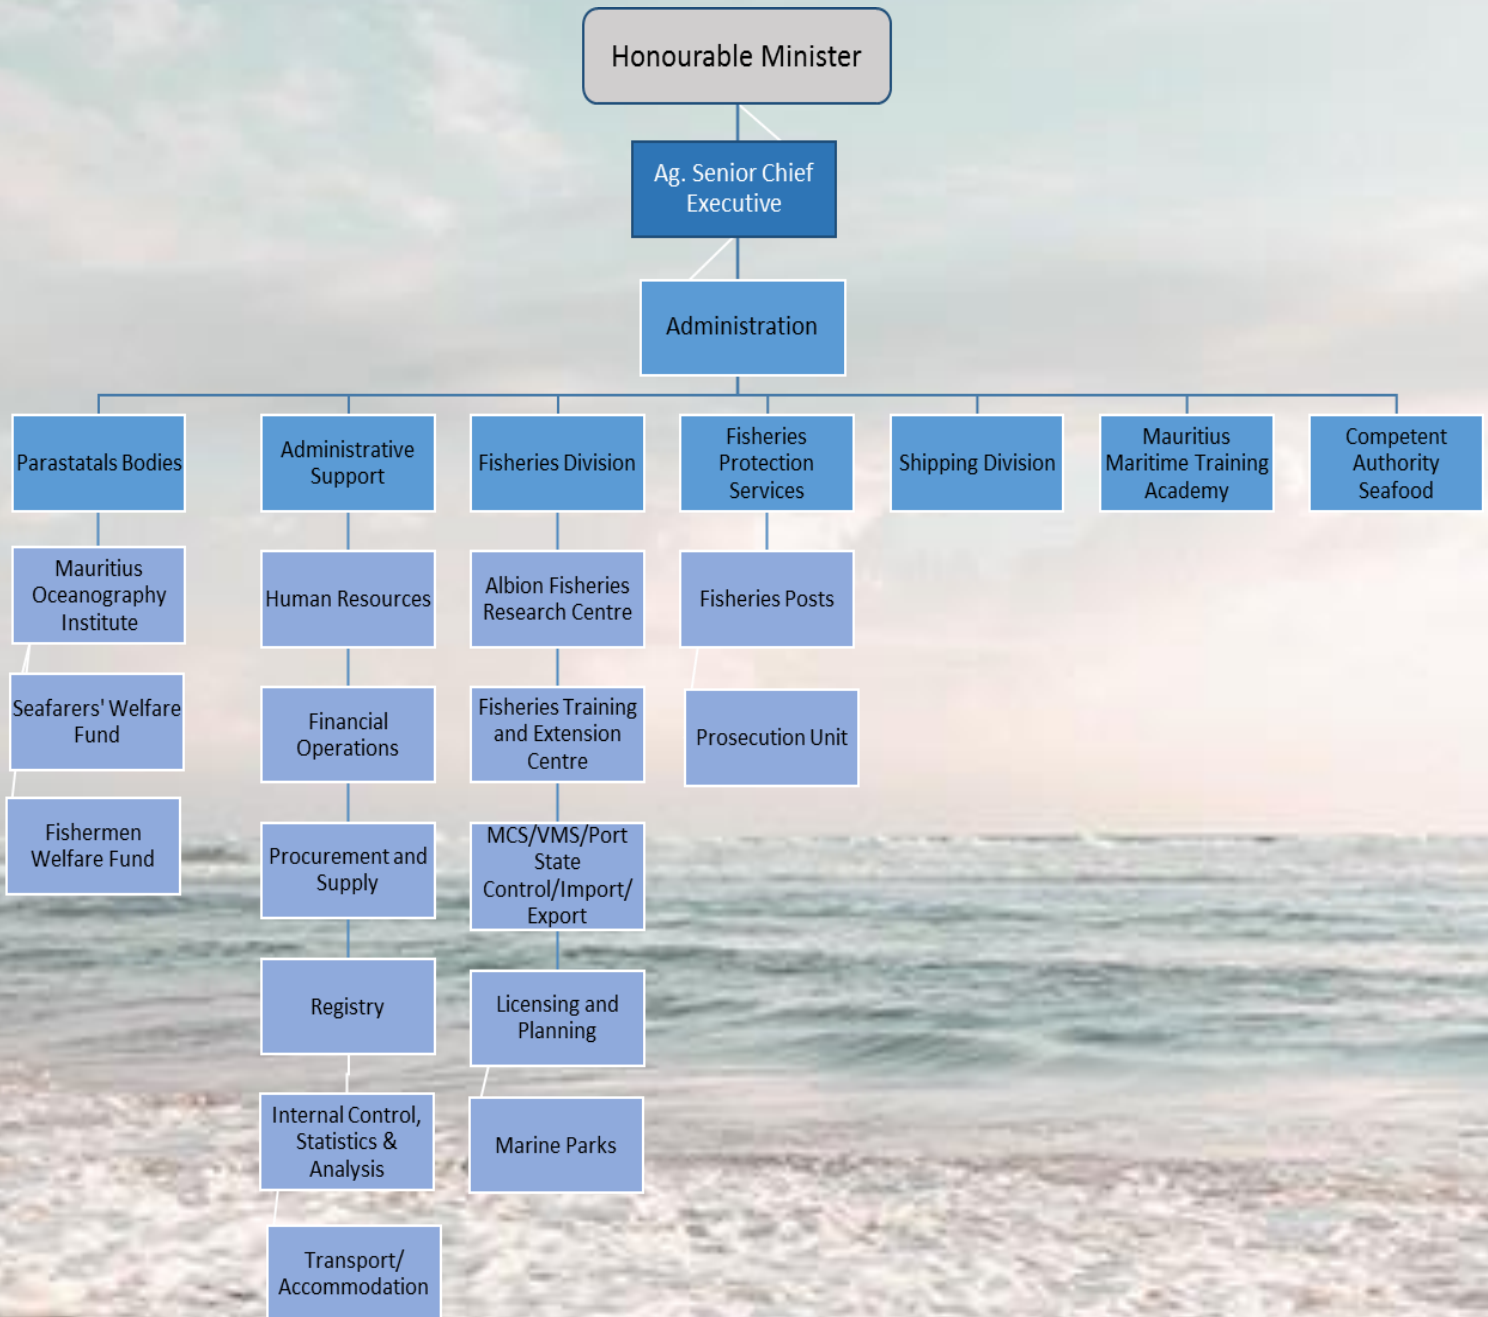 Honourable Minister
Ag. Senior Chief
Executive
Administration
Parastatals Bodies
Administrative
Support
Fisheries Division
Fisheries
Protection
Services
Shipping Division
Mauritius
Maritime Training
Academy
Competent
Authority
Seafood
Mauritius
Oceanography
Institute
Seafarers' Welfare
Fund
Fishermen
Welfare Fund
Human Resources
Financial
Operations
Procurement and
Supply
Registry
Internal Control,
Statistics &
Analysis
Transport/
Accommodation
Albion Fisheries
Research Centre
Fisheries Training
and Extension
Centre
MCS/VMS/Port
State
Control/Import/
Export
Licensing and
Planning
Marine Parks
Fisheries Posts
Prosecution Unit